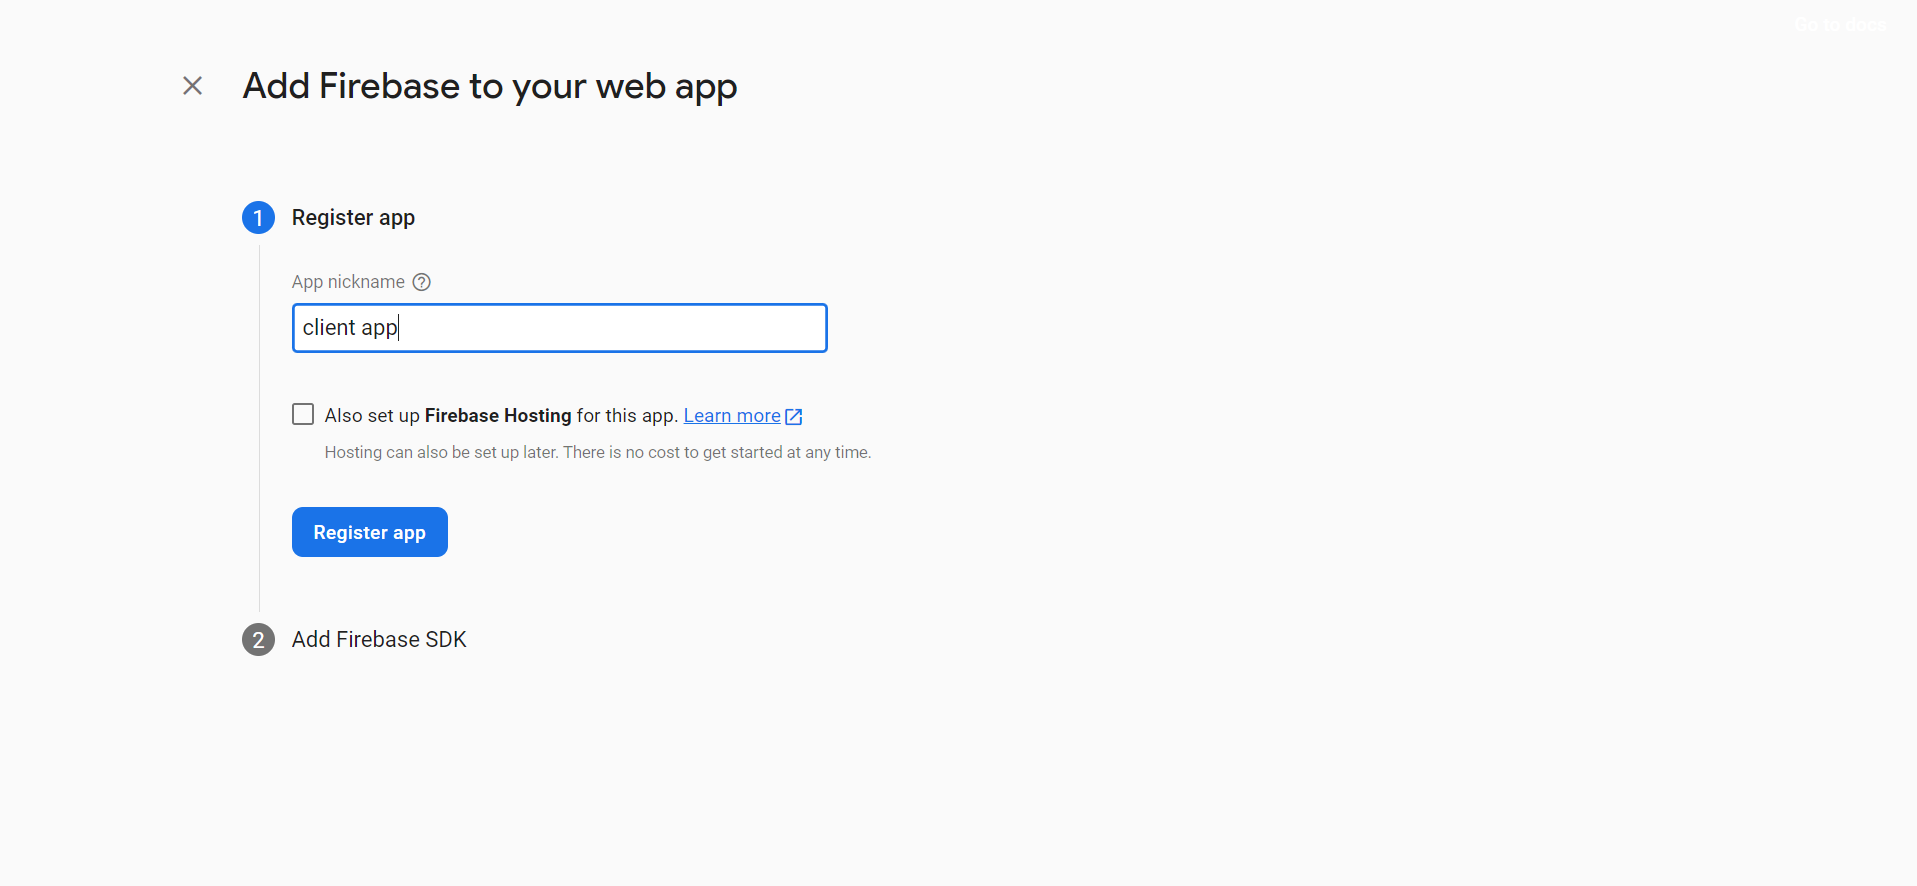 Go to docs
Add Firebase to your web app
1 Register app
App nickname
client app
Also set up Firebase Hosting for this app. Learn more
Hosting can also be set up later. There is no cost to get started at any time.
Register app
2 Add Firebase SDK